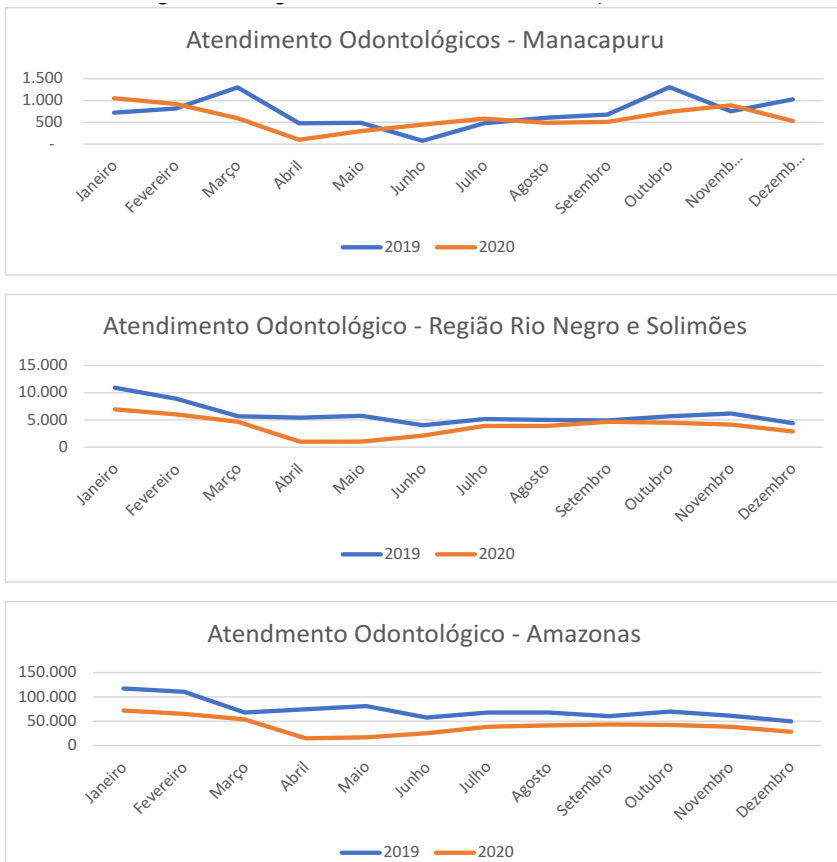 Atendimento Odontológicos - Manacapuru
1.500
1.000
500
-
Janeiro Fevereiro Março Abril Maio Junho Julho Agosto Setembro Outubro Novemb... Dezemb...
2019 2020
Atendimento Odontológico - Região Rio Negro e Solimões
15.000
10.000
5.000
0
Janeiro Fevereiro Março Abril Maio Junho Julho Agosto Setembro Outubro Novembro Dezembro
2019 2020
Atendmento Odontológico - Amazonas
150.000
100.000
50.000
0
Janeiro Fevereiro Março Abril Maio Junho Julho Agosto Setembro Outubro Novembro Dezembro
2019 2020